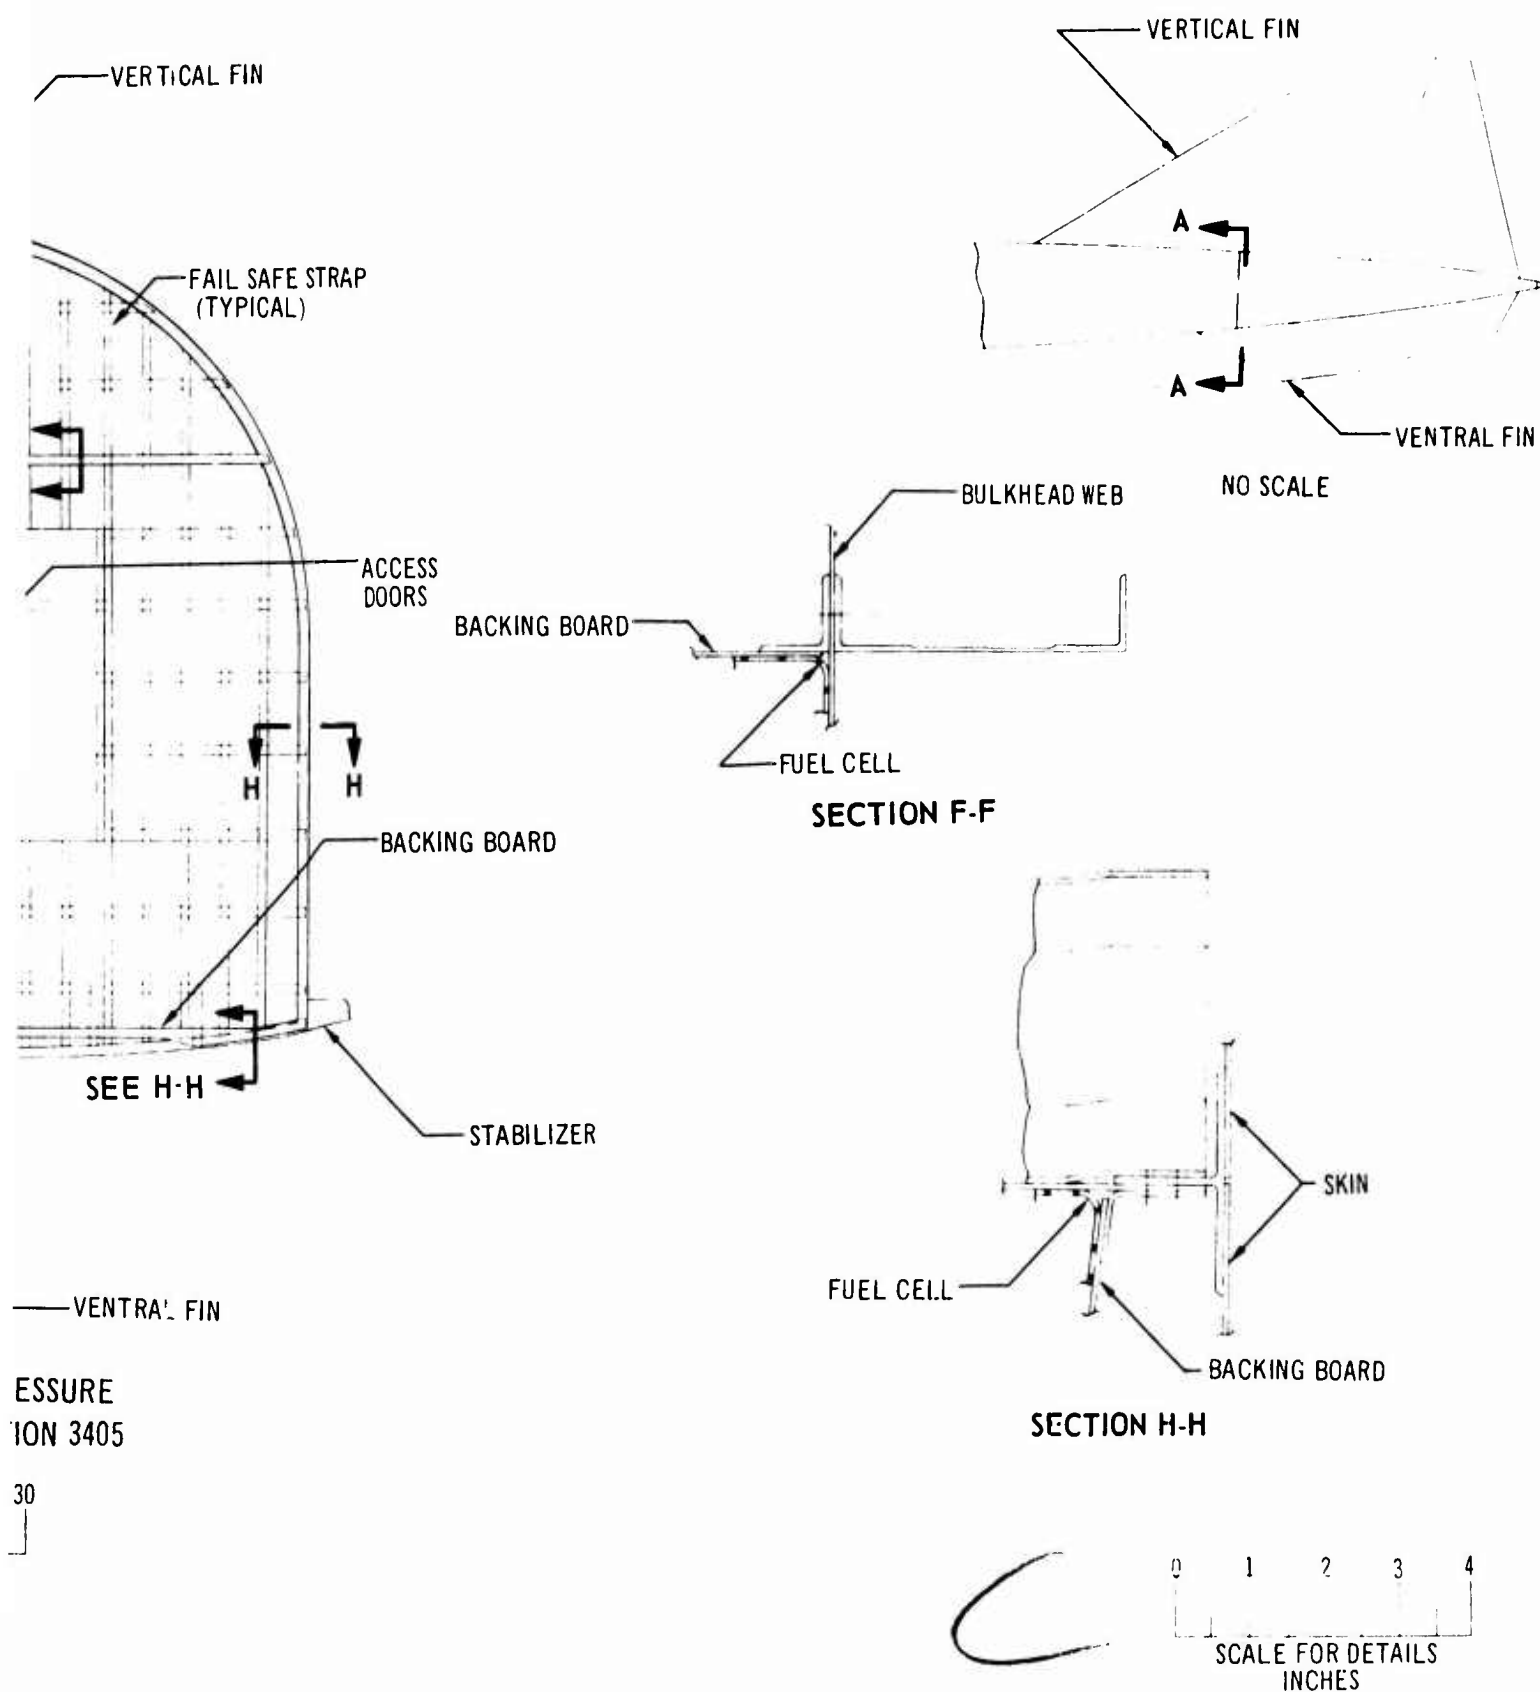 VERTICAL FIN
VERTICAL FIN
FAIL SAFE STRAP
(TYPICAL)
A
A
VENTRAL FIN
NO SCALE
BULKHEAD WEB
ACCESS
DOORS
BACKING BOARD
FUEL CELL
SECTION F-F
H
H
BACKING BOARD
SEE H-H
STABILIZER
SKIN
FUEL CELL
BACKING BOARD
SECTION H-H
VENTRAL FIN
ESSURE
ION 3405
30
0 1 2 3 4
SCALE FOR DETAILS
INCHES